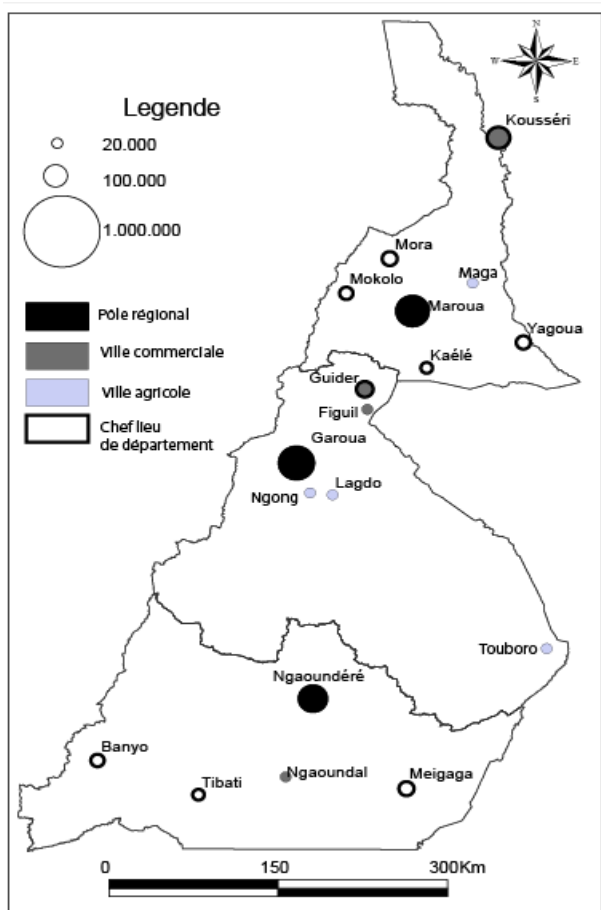 N
W
E
S
Legende
20.000
100.000
1.000.000
Pôle régional
Ville commerciale
Ville agricole
Chef lieu
de département
Kousséri
Mora
Mokolo
Maga
Maroua
Yagoua
Kaélé
Guider
Figuil
Garoua
Ngong
Lagdo
Touboro
Ngaoundéré
Banyo
Tibati
Ngaoundal
Meigaga
0
150
300Km